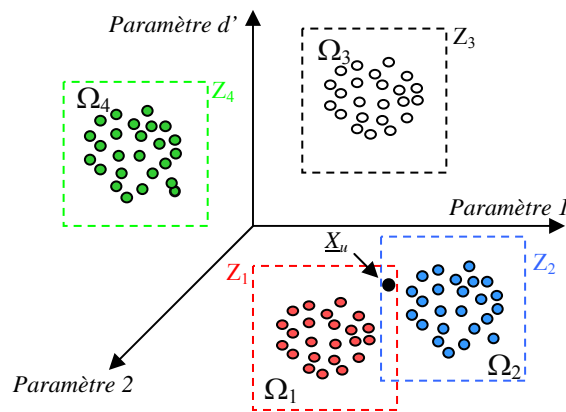 Paramètre d’
Ω3
Z3
Ω4
Z4
Paramètre 1
Xu
Z1
Z2
Ω2
Paramètre 2
Ω1